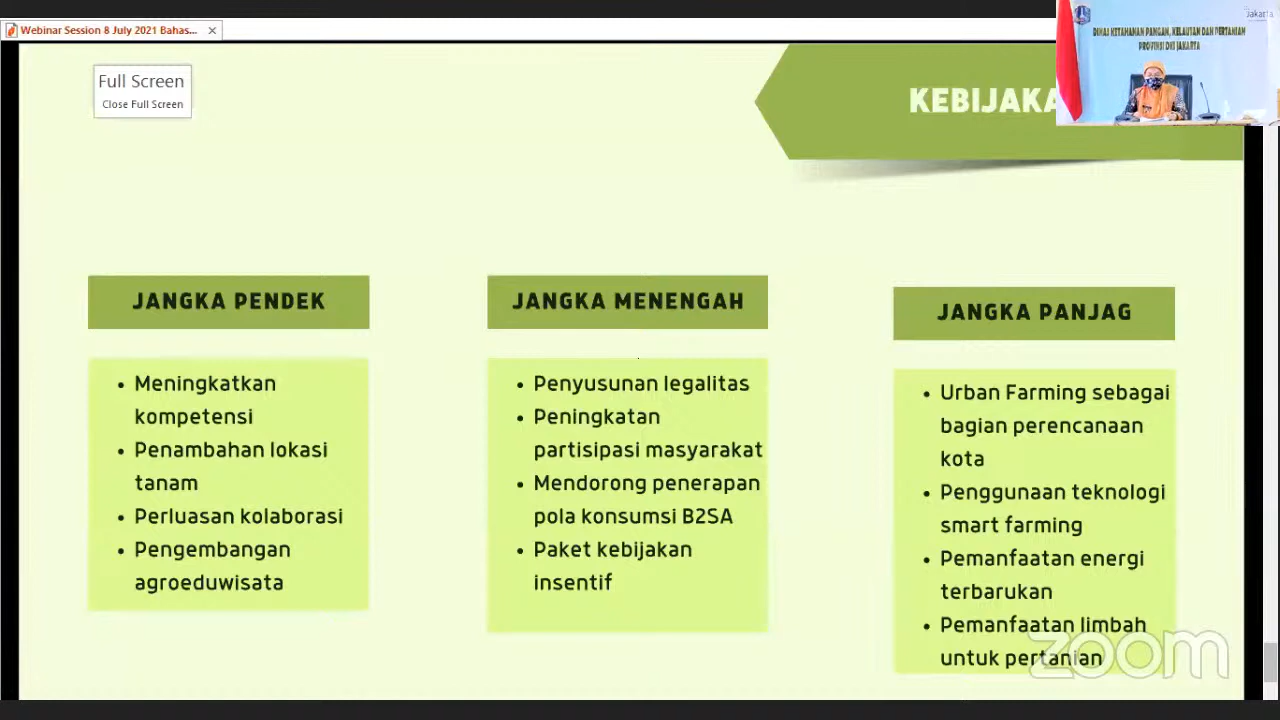 Webinar Session 8 July 2021 Bahas...
Jakarta
DINAS KETAHANAN PANGAN, KELAUTAN DAN PERTANIAN
PROVINSI DKI JAKARTA
Full Screen
Close Full Screen
KEBIJAKA
JANGKA PENDEK
• Meningkatkan
kompetensi
• Penambahan lokasi
tanam
• Perluasan kolaborasi
• Pengembangan
agroeduwisata
JANGKA MENENGAH
• Penyusunan legalitas
• Peningkatan
partisipasi masyarakat
• Mendorong penerapan
pola konsumsi B2SA
• Paket kebijakan
insentif
JANGKA PANJAG
• Urban Farming sebagai
bagian perencanaan
kota
• Penggunaan teknologi
smart farming
• Pemanfaatan energi
terbarukan
• Pemanfaatan limbah
untuk pertanian
zoom